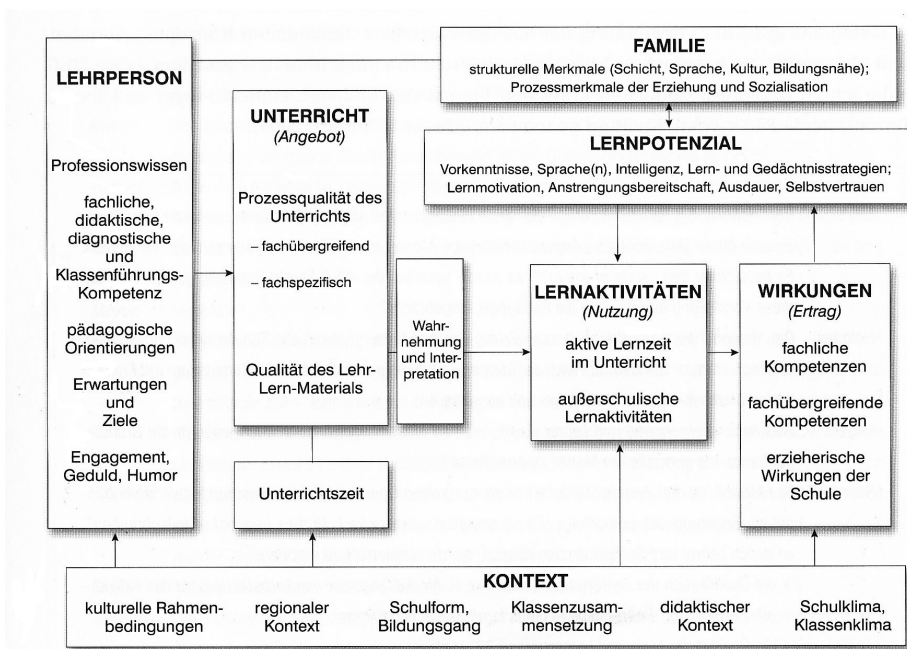 LEHRPERSON
Professionswissen
fachliche,
didaktische,
diagnostische
und
Klassenführungs-
Kompetenz
pädagogische
Orientierungen
Erwartungen
und
Ziele
Engagement,
Geduld, Humor
UNTERRICHT
(Angebot)
Prozessqualität des
Unterrichts
– fachübergreifend
– fachspezifisch
Qualität des Lehr-
Lern-Materials
Unterrichtszeit
Wahr-
nehmung
und Inter-
pretation
FAMILIE
strukturelle Merkmale (Schicht, Sprache, Kultur, Bildungsnähe);
Prozessmerkmale der Erziehung und Sozialisation
LERNPOTENZIAL
Vorkenntnisse, Sprache(n), Intelligenz, Lern- und Gedächtnisstrategien;
Lernmotivation, Anstrengungsbereitschaft, Ausdauer, Selbstvertrauen
LERNAKTIVITÄTEN
(Nutzung)
aktive Lernzeit
im Unterricht
außerschulische
Lernaktivitäten
WIRKUNGEN
(Ertrag)
fachliche
Kompetenzen
fachübergreifende
Kompetenzen
erzieherische
Wirkungen der
Schule
KONTEXT
kulturelle Rahmen-
bedingungen
regionaler
Kontext
Schulform,
Bildungsgang
Klassenzusam-
mensetzung
didaktischer
Kontext
Schulklima,
Klassenklima